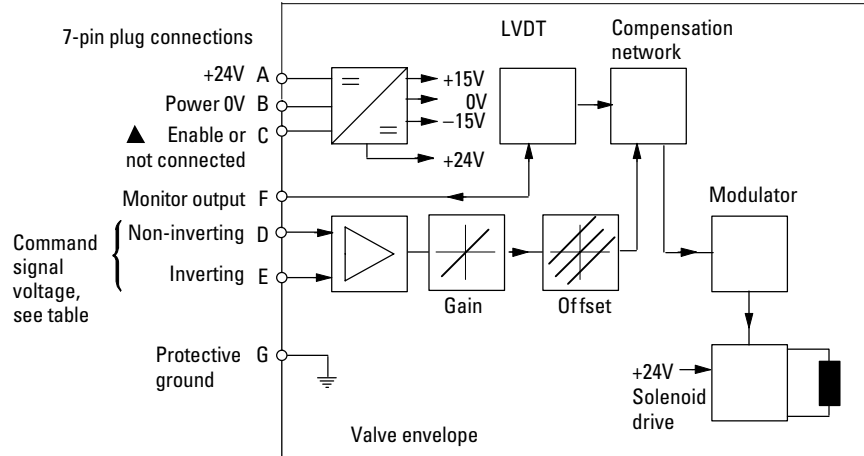 7-pin plug connections
+24V A
Power 0V B
▲ Enable or C
not connected
Monitor output F
Command
signal
voltage,
see table
Non-inverting D
Inverting E
Protective G
ground
+15V
0V
–15V
+24V
LVDT
Compensation
network
Gain
Offset
Modulator
+24V
Solenoid
drive
Valve envelope